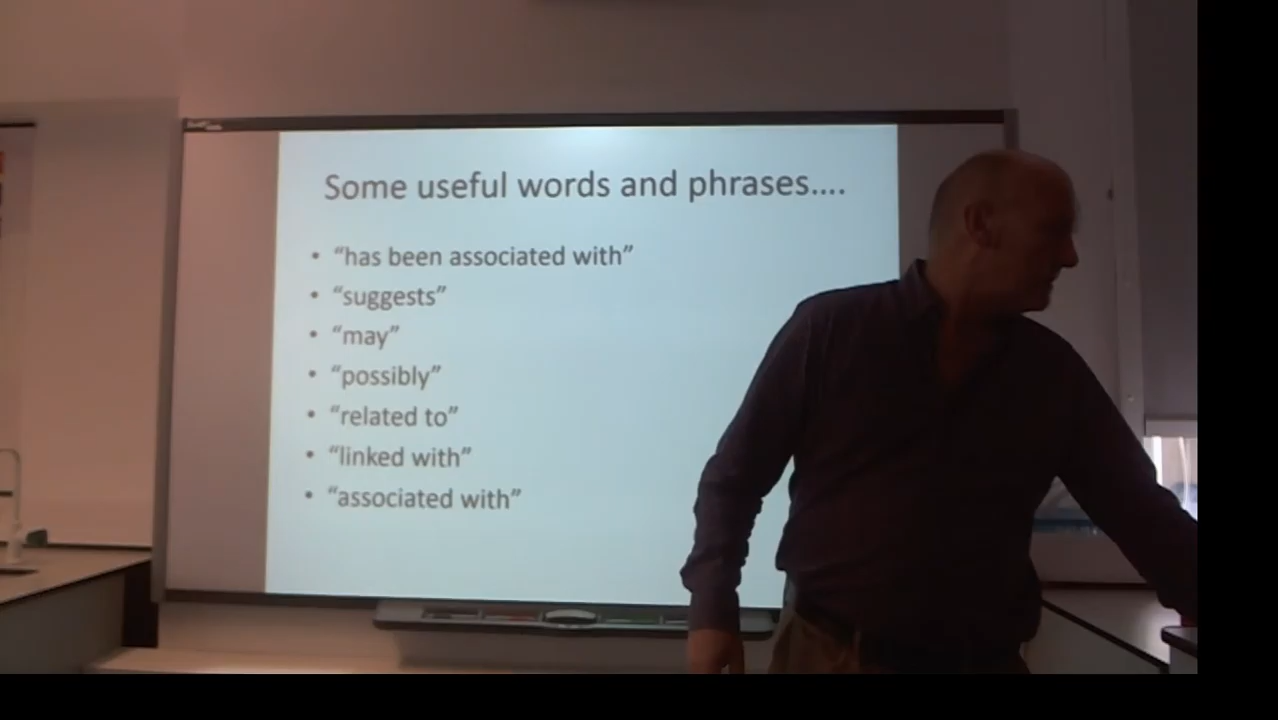 Some useful words and phrases....
• “has been associated with”
• “suggests”
• “may”
• “possibly”
• “related to”
• “linked with”
• “associated with”